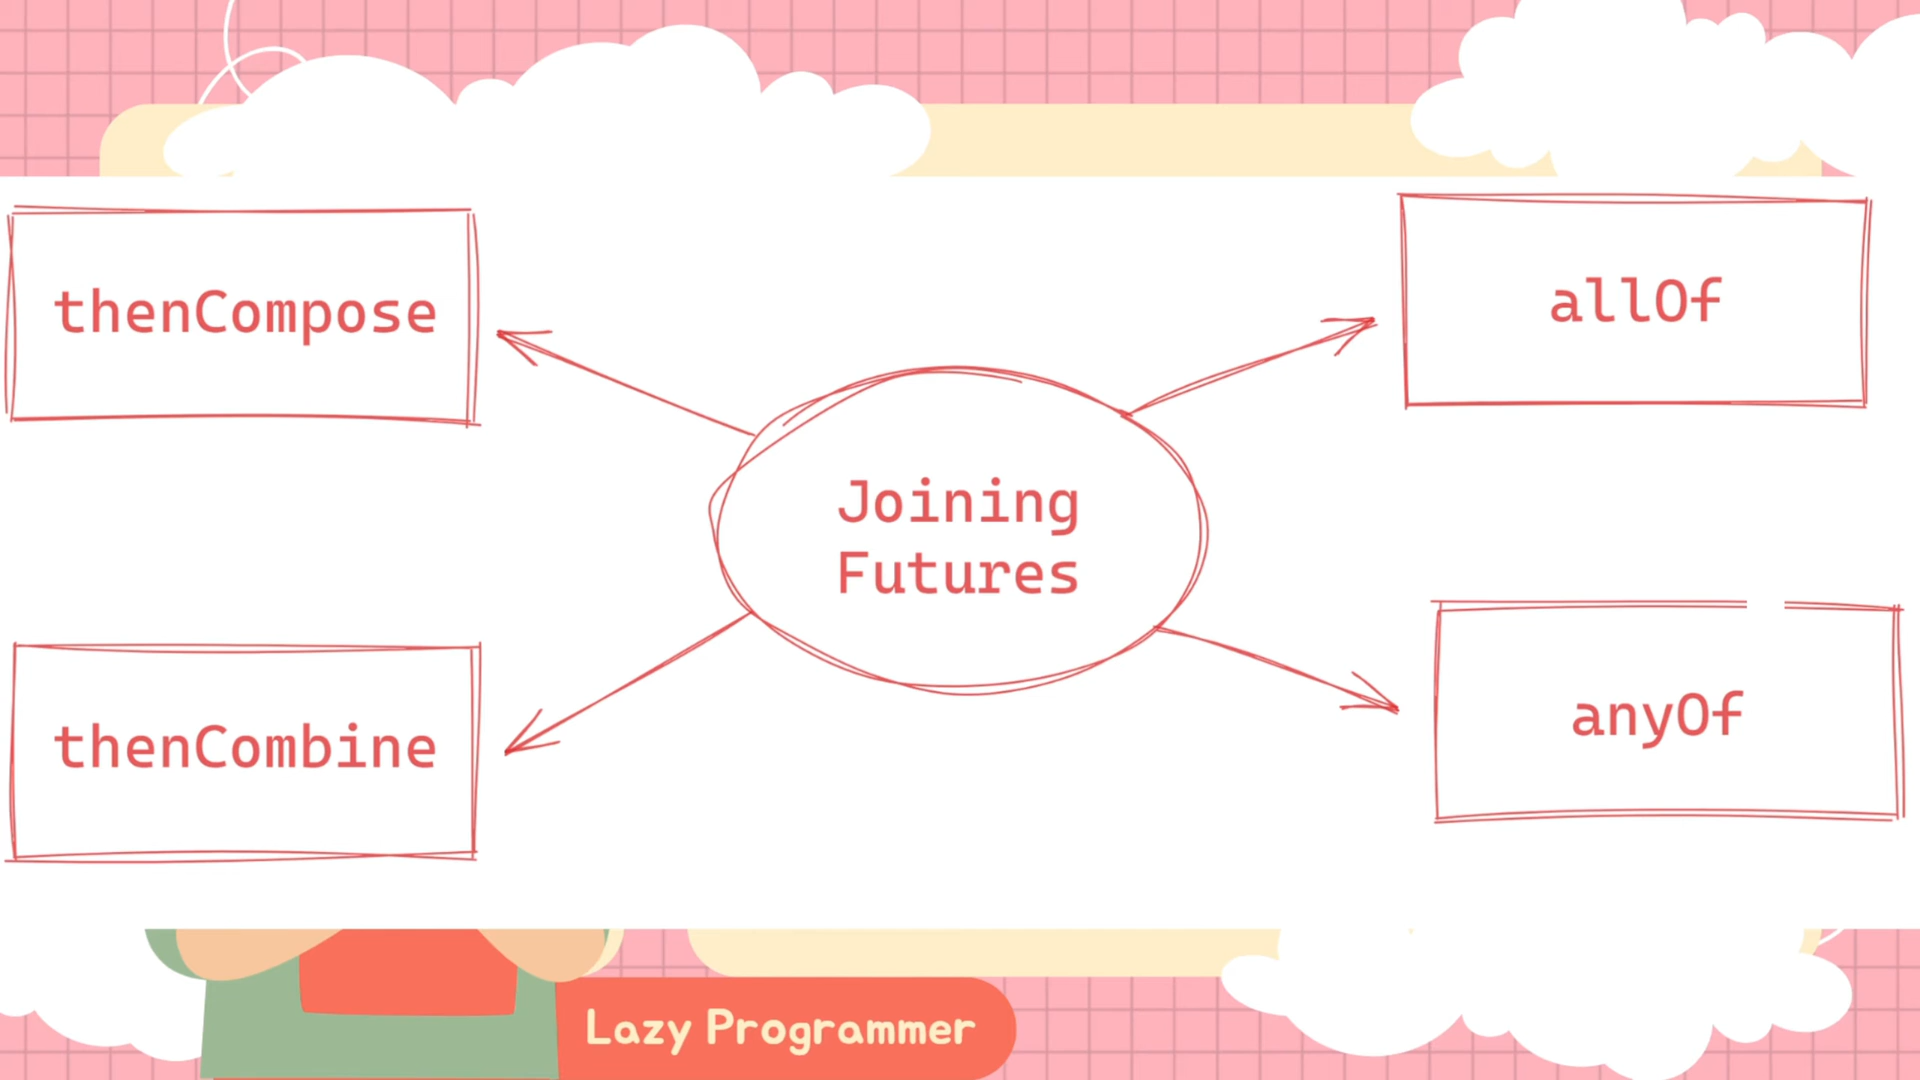 thenCompose
allOf
Joining
Futures
thenCombine
anyOf
Lazy Programmer